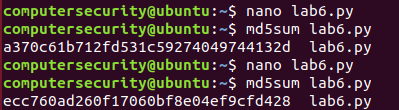 computersecurity@ubuntu:~$ nano lab6.py
computersecurity@ubuntu:~$ md5sum lab6.py
a370c61b712fd531c59274049744132d  lab6.py
computersecurity@ubuntu:~$ nano lab6.py
computersecurity@ubuntu:~$ md5sum lab6.py
ecc760ad260f17060bf8e04ef9cfd428  lab6.py